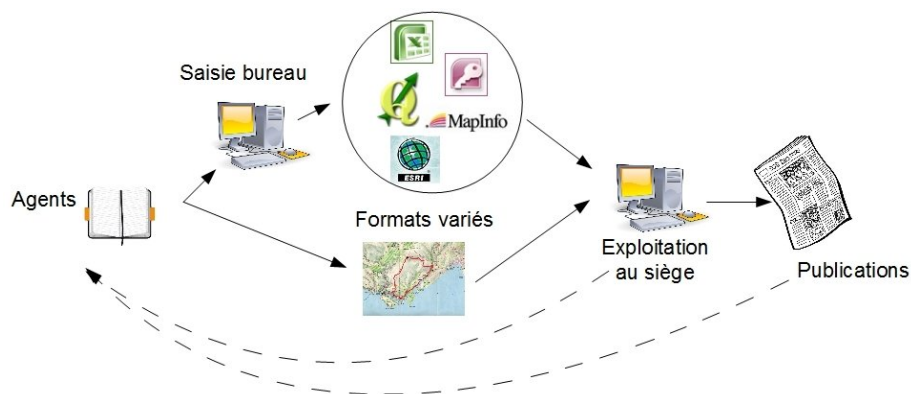 Saisie bureau
MapInfo
ESRI
Agents
Formats variés
Exploitation
au siège
Publications